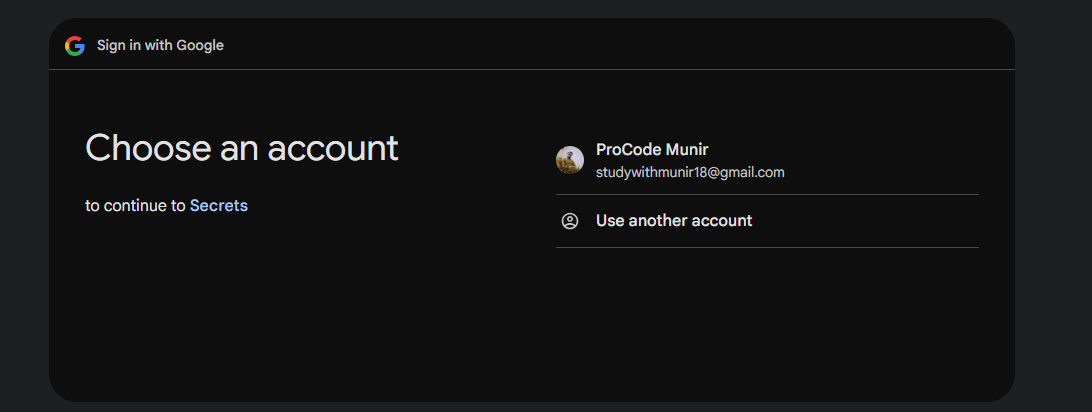 Sign in with Google
Choose an account
to continue to Secrets
ProCode Munir
studywithmunir18@gmail.com
Use another account